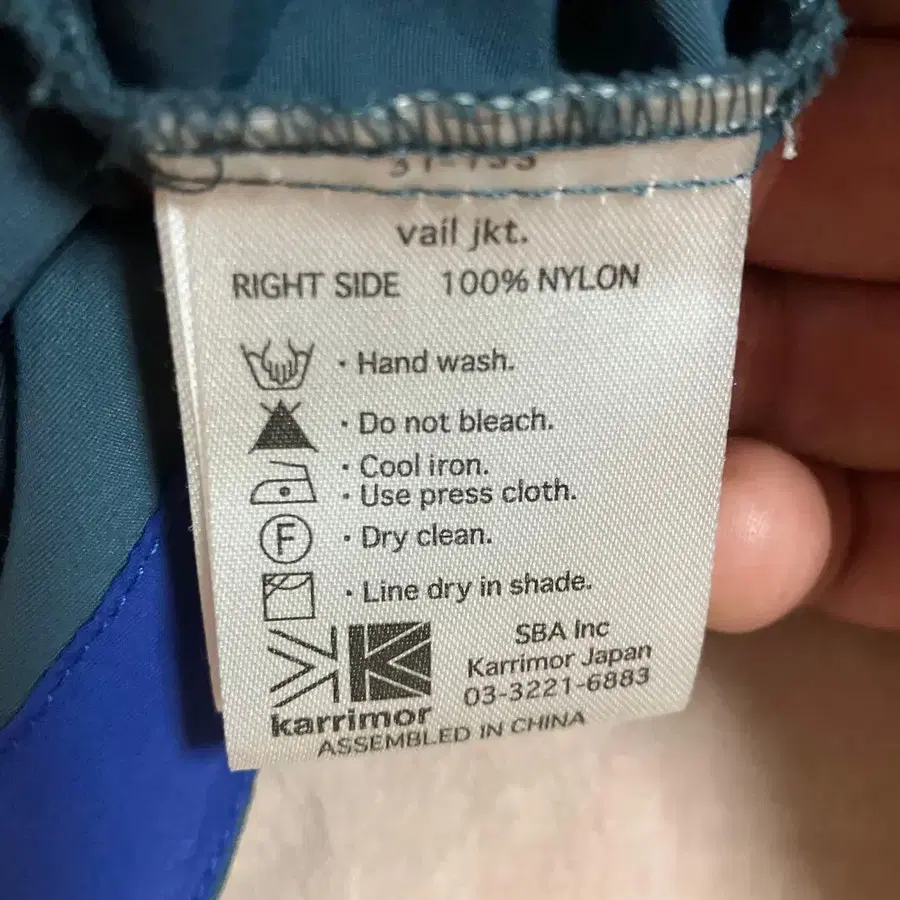 vail jkt.
RIGHT SIDE 100% NYLON
· Hand wash.
· Do not bleach.
· Cool iron.
· Use press cloth.
F · Dry clean.
· Line dry in shade.
SBA Inc
Karrimor Japan
03-3221-6883
karrimor
ASSEMBLED IN CHINA